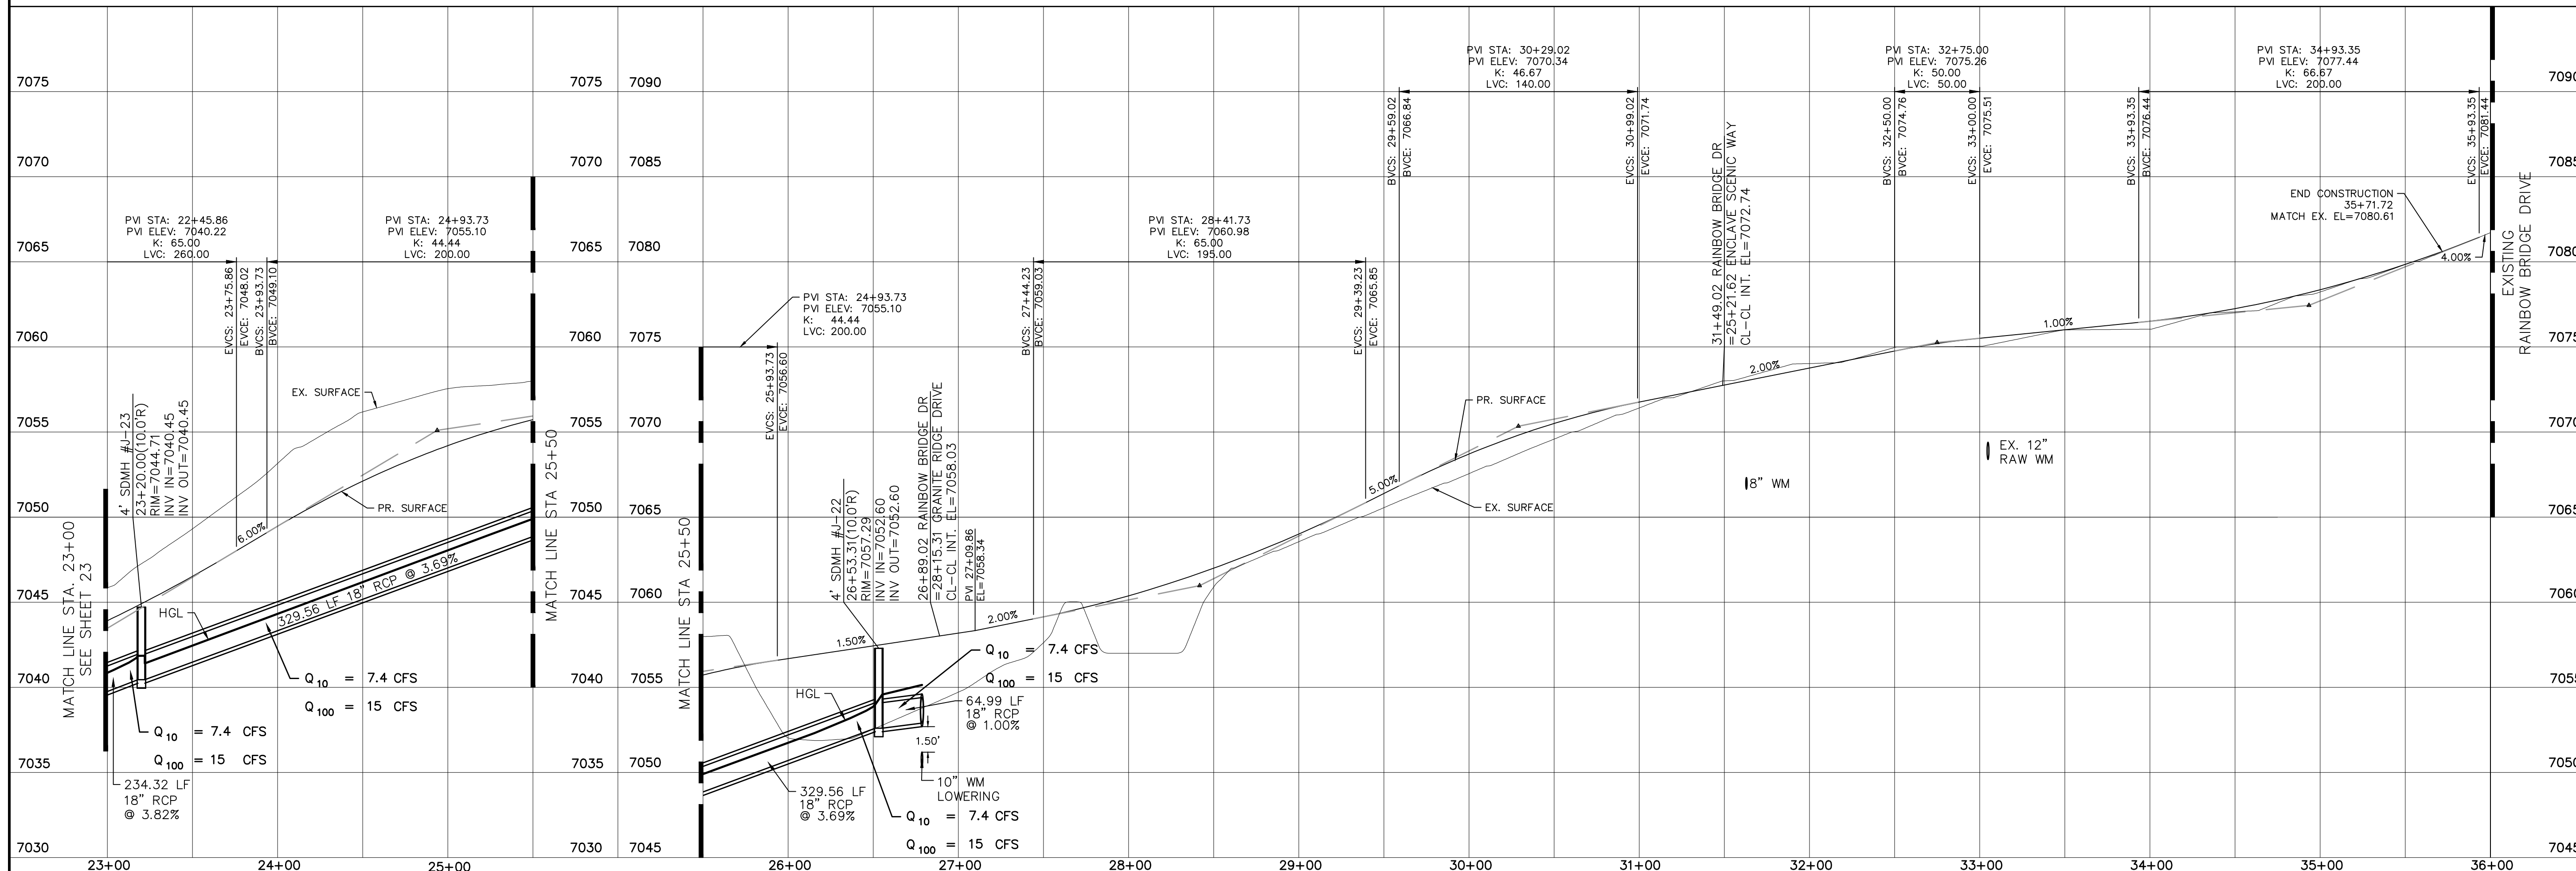 7075
7070
7065
7060
7055
7050
7045
7040
7035
7030
MATCH LINE STA. 23+00
SEE SHEET 23
PVI STA: 22+45.86
PVI ELEV: 7040.22
K: 65.00
LVC: 260.00
PVI STA: 24+93.73
PVI ELEV: 7055.10
K: 44.44
LVC: 200.00
EVCS: 23+75.86
EVCE: 7048.02
BVCS: 23+93.73
BVCE: 7049.10
4' SDMH #J-23
23+20.00(10.0'R)
RIM=7044.71
INV IN=7040.45
INV OUT=7040.45
EX. SURFACE
PR. SURFACE
6.00%
329.56 LF 18" RCP @ 3.69%
HGL
Q10 = 7.4 CFS
Q100 = 15 CFS
Q10 = 7.4 CFS
Q100 = 15 CFS
234.32 LF
18" RCP
@ 3.82%
MATCH LINE STA 25+50
7075
7070
7065
7060
7055
7050
7045
7040
7035
7030
7090
7085
7080
7075
7070
7065
7060
7055
7050
7045
MATCH LINE STA 25+50
PVI STA: 24+93.73
PVI ELEV: 7055.10
K: 44.44
LVC: 200.00
EVCS: 25+93.73
EVCE: 7056.60
4' SDMH #J-22
26+53.31(10.0'R)
RIM=7057.29
INV IN=7052.60
INV OUT=7052.60
26+89.02 RAINBOW BRIDGE DR
=28+15.31 GRANITE RIDGE DRIVE
CL-CL INT. EL=7058.03
PVI 27+09.86
EL=7058.34
1.50%
2.00%
HGL
Q10 = 7.4 CFS
Q100 = 15 CFS
64.99 LF
18" RCP
@ 1.00%
1.50'
10" WM
LOWERING
329.56 LF
18" RCP
@ 3.69%
Q10 = 7.4 CFS
Q100 = 15 CFS
PVI STA: 28+41.73
PVI ELEV: 7060.98
K: 65.00
LVC: 195.00
BVCS: 27+44.23
BVCE: 7059.03
EVCS: 29+39.23
EVCE: 7065.85
5.00%
PVI STA: 30+29.02
PVI ELEV: 7070.34
K: 46.67
LVC: 140.00
BVCS: 29+59.02
BVCE: 7066.84
EVCS: 30+99.02
EVCE: 7071.74
PR. SURFACE
EX. SURFACE
31+49.02 RAINBOW BRIDGE DR
=25+21.62 ENCLAVE SCENIC WAY
CL-CL INT. EL=7072.74
2.00%
8" WM
PVI STA: 32+75.00
PVI ELEV: 7075.26
K: 50.00
LVC: 50.00
BVCS: 32+50.00
BVCE: 7074.76
EVCS: 33+00.00
EVCE: 7075.51
EX. 12"
RAW WM
1.00%
PVI STA: 34+93.35
PVI ELEV: 7077.44
K: 66.67
LVC: 200.00
BVCS: 33+93.35
BVCE: 7076.44
EVCS: 35+93.35
EVCE: 7081.44
END CONSTRUCTION
35+71.72
MATCH EX. EL=7080.61
4.00%
EXISTING
RAINBOW BRIDGE DRIVE
7090
7085
7080
7075
7070
7065
7060
7055
7050
7045
23+00
24+00
25+00
26+00
27+00
28+00
29+00
30+00
31+00
32+00
33+00
34+00
35+00
36+00